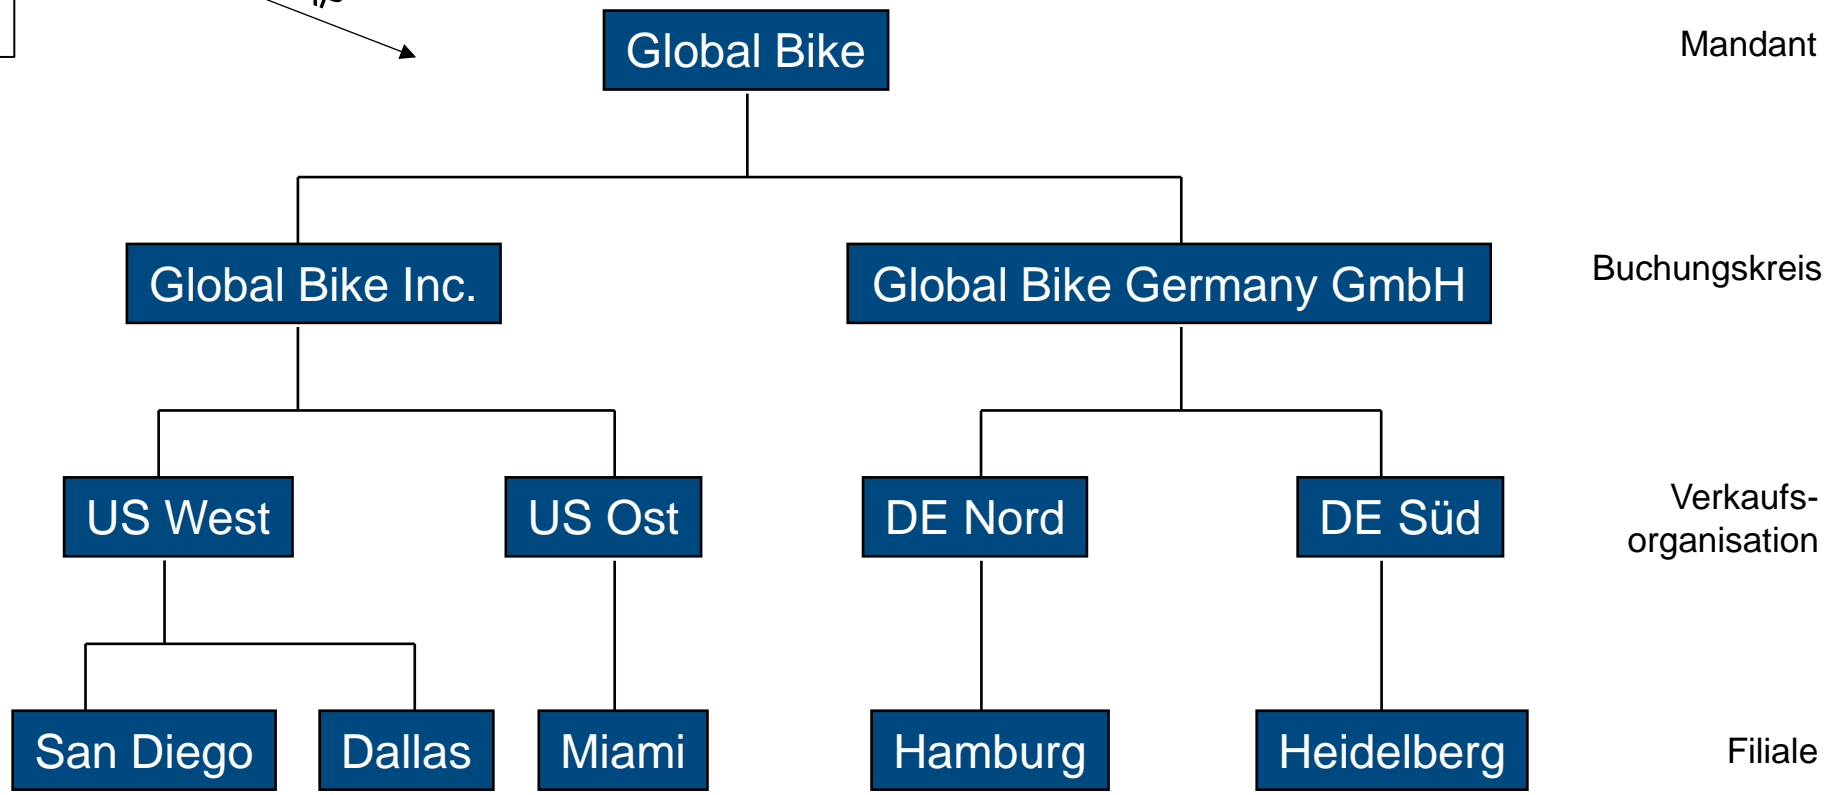 Global Bike
Mandant
Global Bike Inc.
Global Bike Germany GmbH
Buchungskreis
US West
US Ost
DE Nord
DE Süd
Verkaufs-
organisation
San Diego
Dallas
Miami
Hamburg
Heidelberg
Filiale